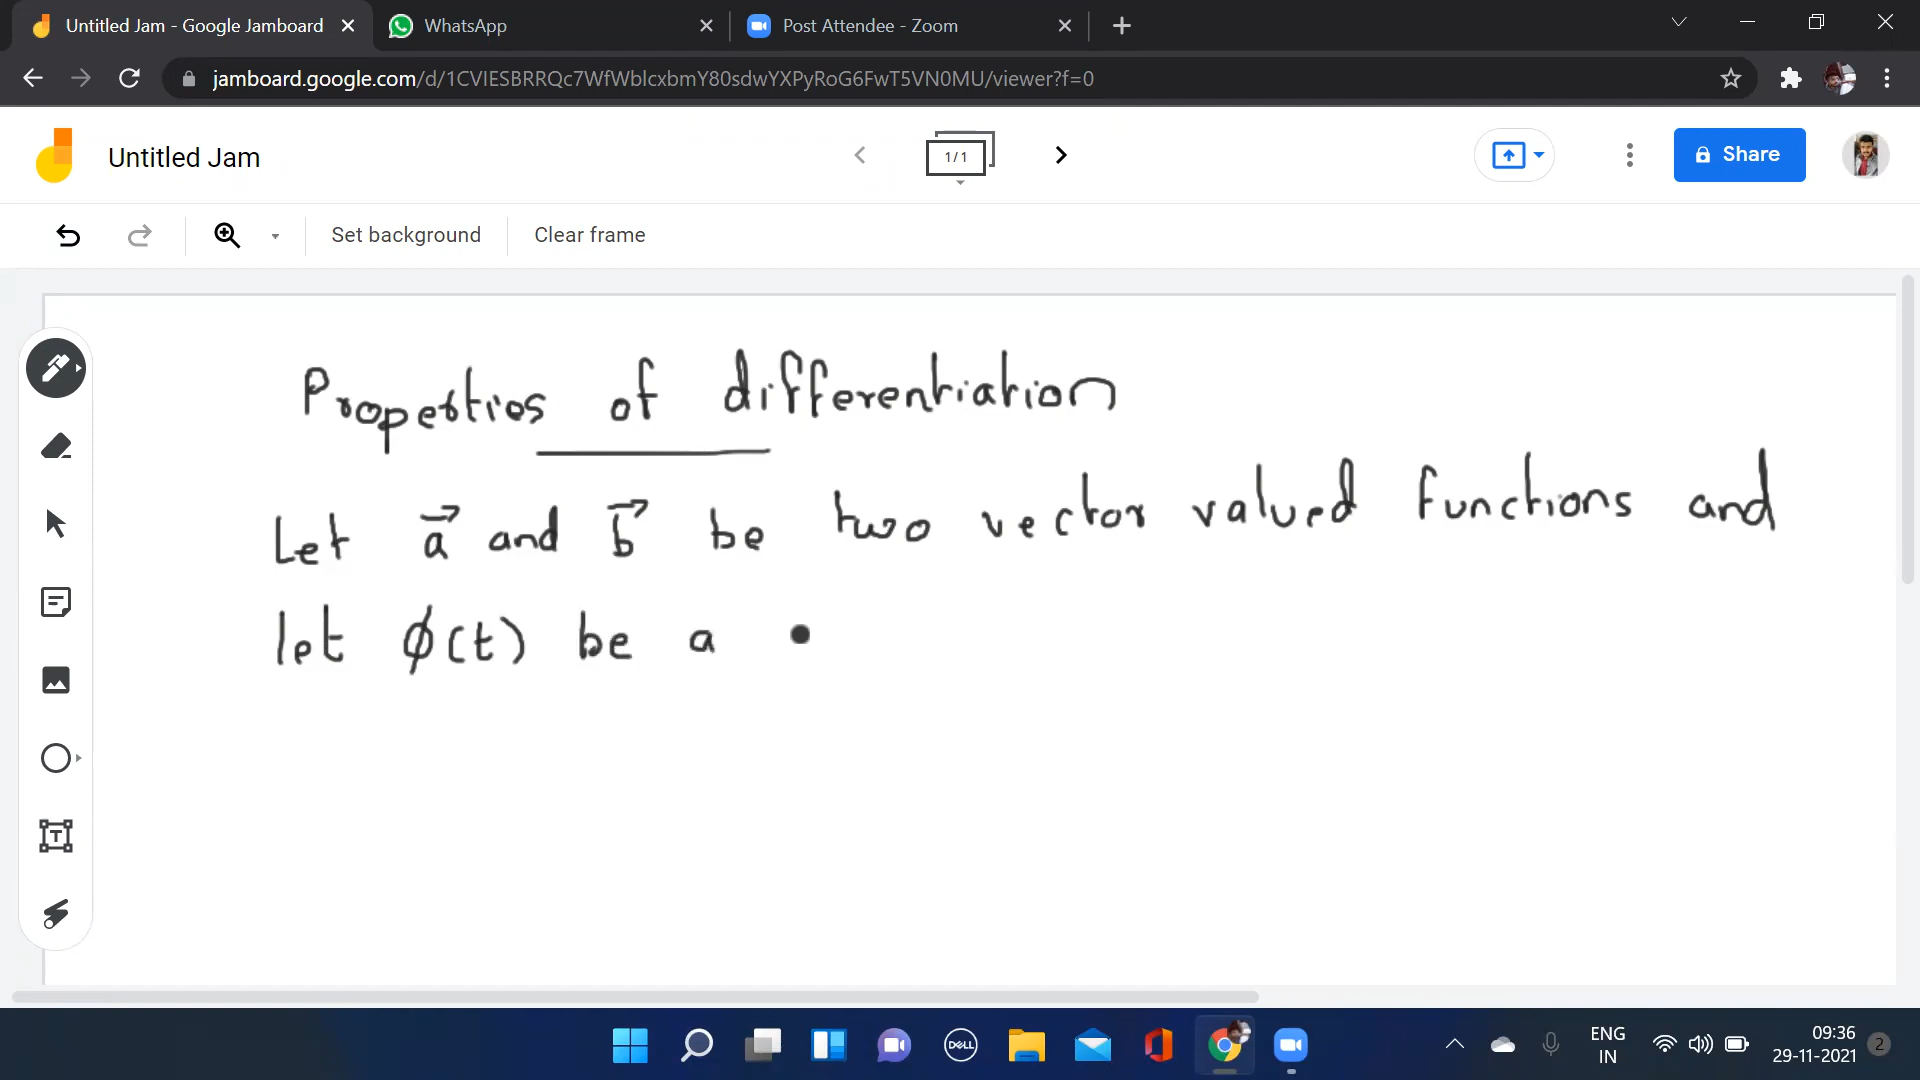 Untitled Jam - Google Jamboard
WhatsApp
Post Attendee - Zoom
jamboard.google.com/d/1CVIESBRRQc7WfWblcxbmY80sdwYXPyRoG6FwT5VN0MU/viewer?f=0
Untitled Jam
1/1
Share
Set background
Clear frame
Properties of differentiation
Let a⃗ and b⃗ be two vector valued functions and
let ϕ(t) be a
T
DELL
ENG
IN
09:36
29-11-2021
2